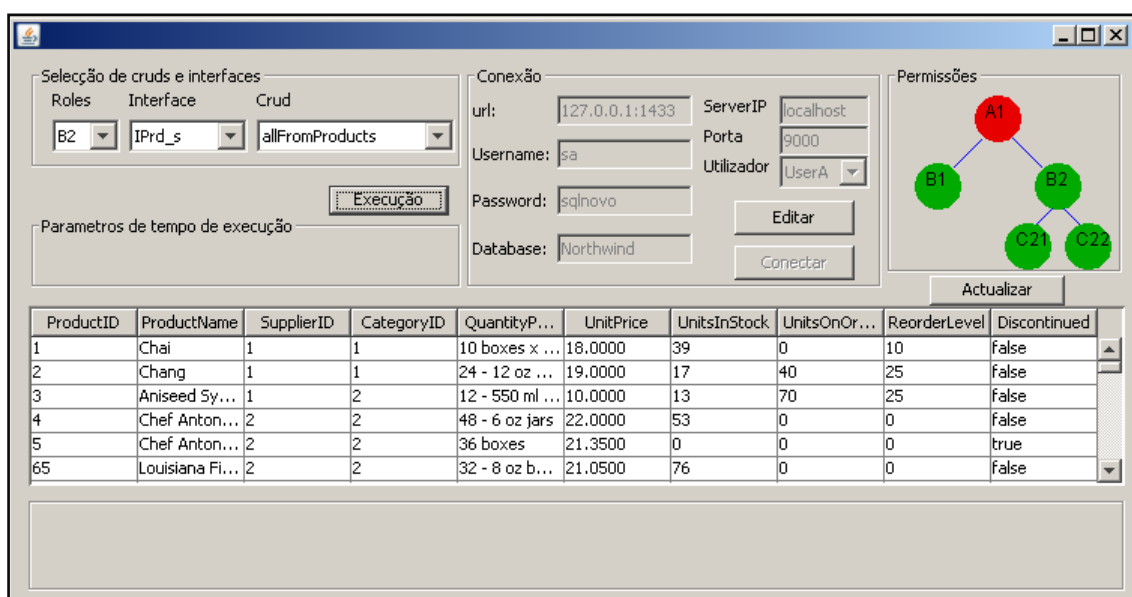 Selecção de cruds e interfaces
Roles Interface Crud
B2 IPrd_s allFromProducts
Execução
Parametros de tempo de execução
Conexão
url: 127.0.0.1:1433 ServerIP localhost
Porta 9000
Username: sa Utilizador UserA
Password: sqlnovo Editar
Database: Northwind Conectar
Permissões
A1
B1 B2
C21 C22
Actualizar
ProductID ProductName SupplierID CategoryID QuantityP... UnitPrice UnitsInStock UnitsOnOr... ReorderLevel Discontinued
1 Chai 1 1 10 boxes x ... 18.0000 39 0 10 false
2 Chang 1 1 24 - 12 oz ... 19.0000 17 40 25 false
3 Aniseed Sy... 1 2 12 - 550 ml ... 10.0000 13 70 25 false
4 Chef Anton... 2 2 48 - 6 oz jars 22.0000 53 0 0 false
5 Chef Anton... 2 2 36 boxes 21.3500 0 0 0 true
65 Louisiana Fi... 2 2 32 - 8 oz b... 21.0500 76 0 0 false